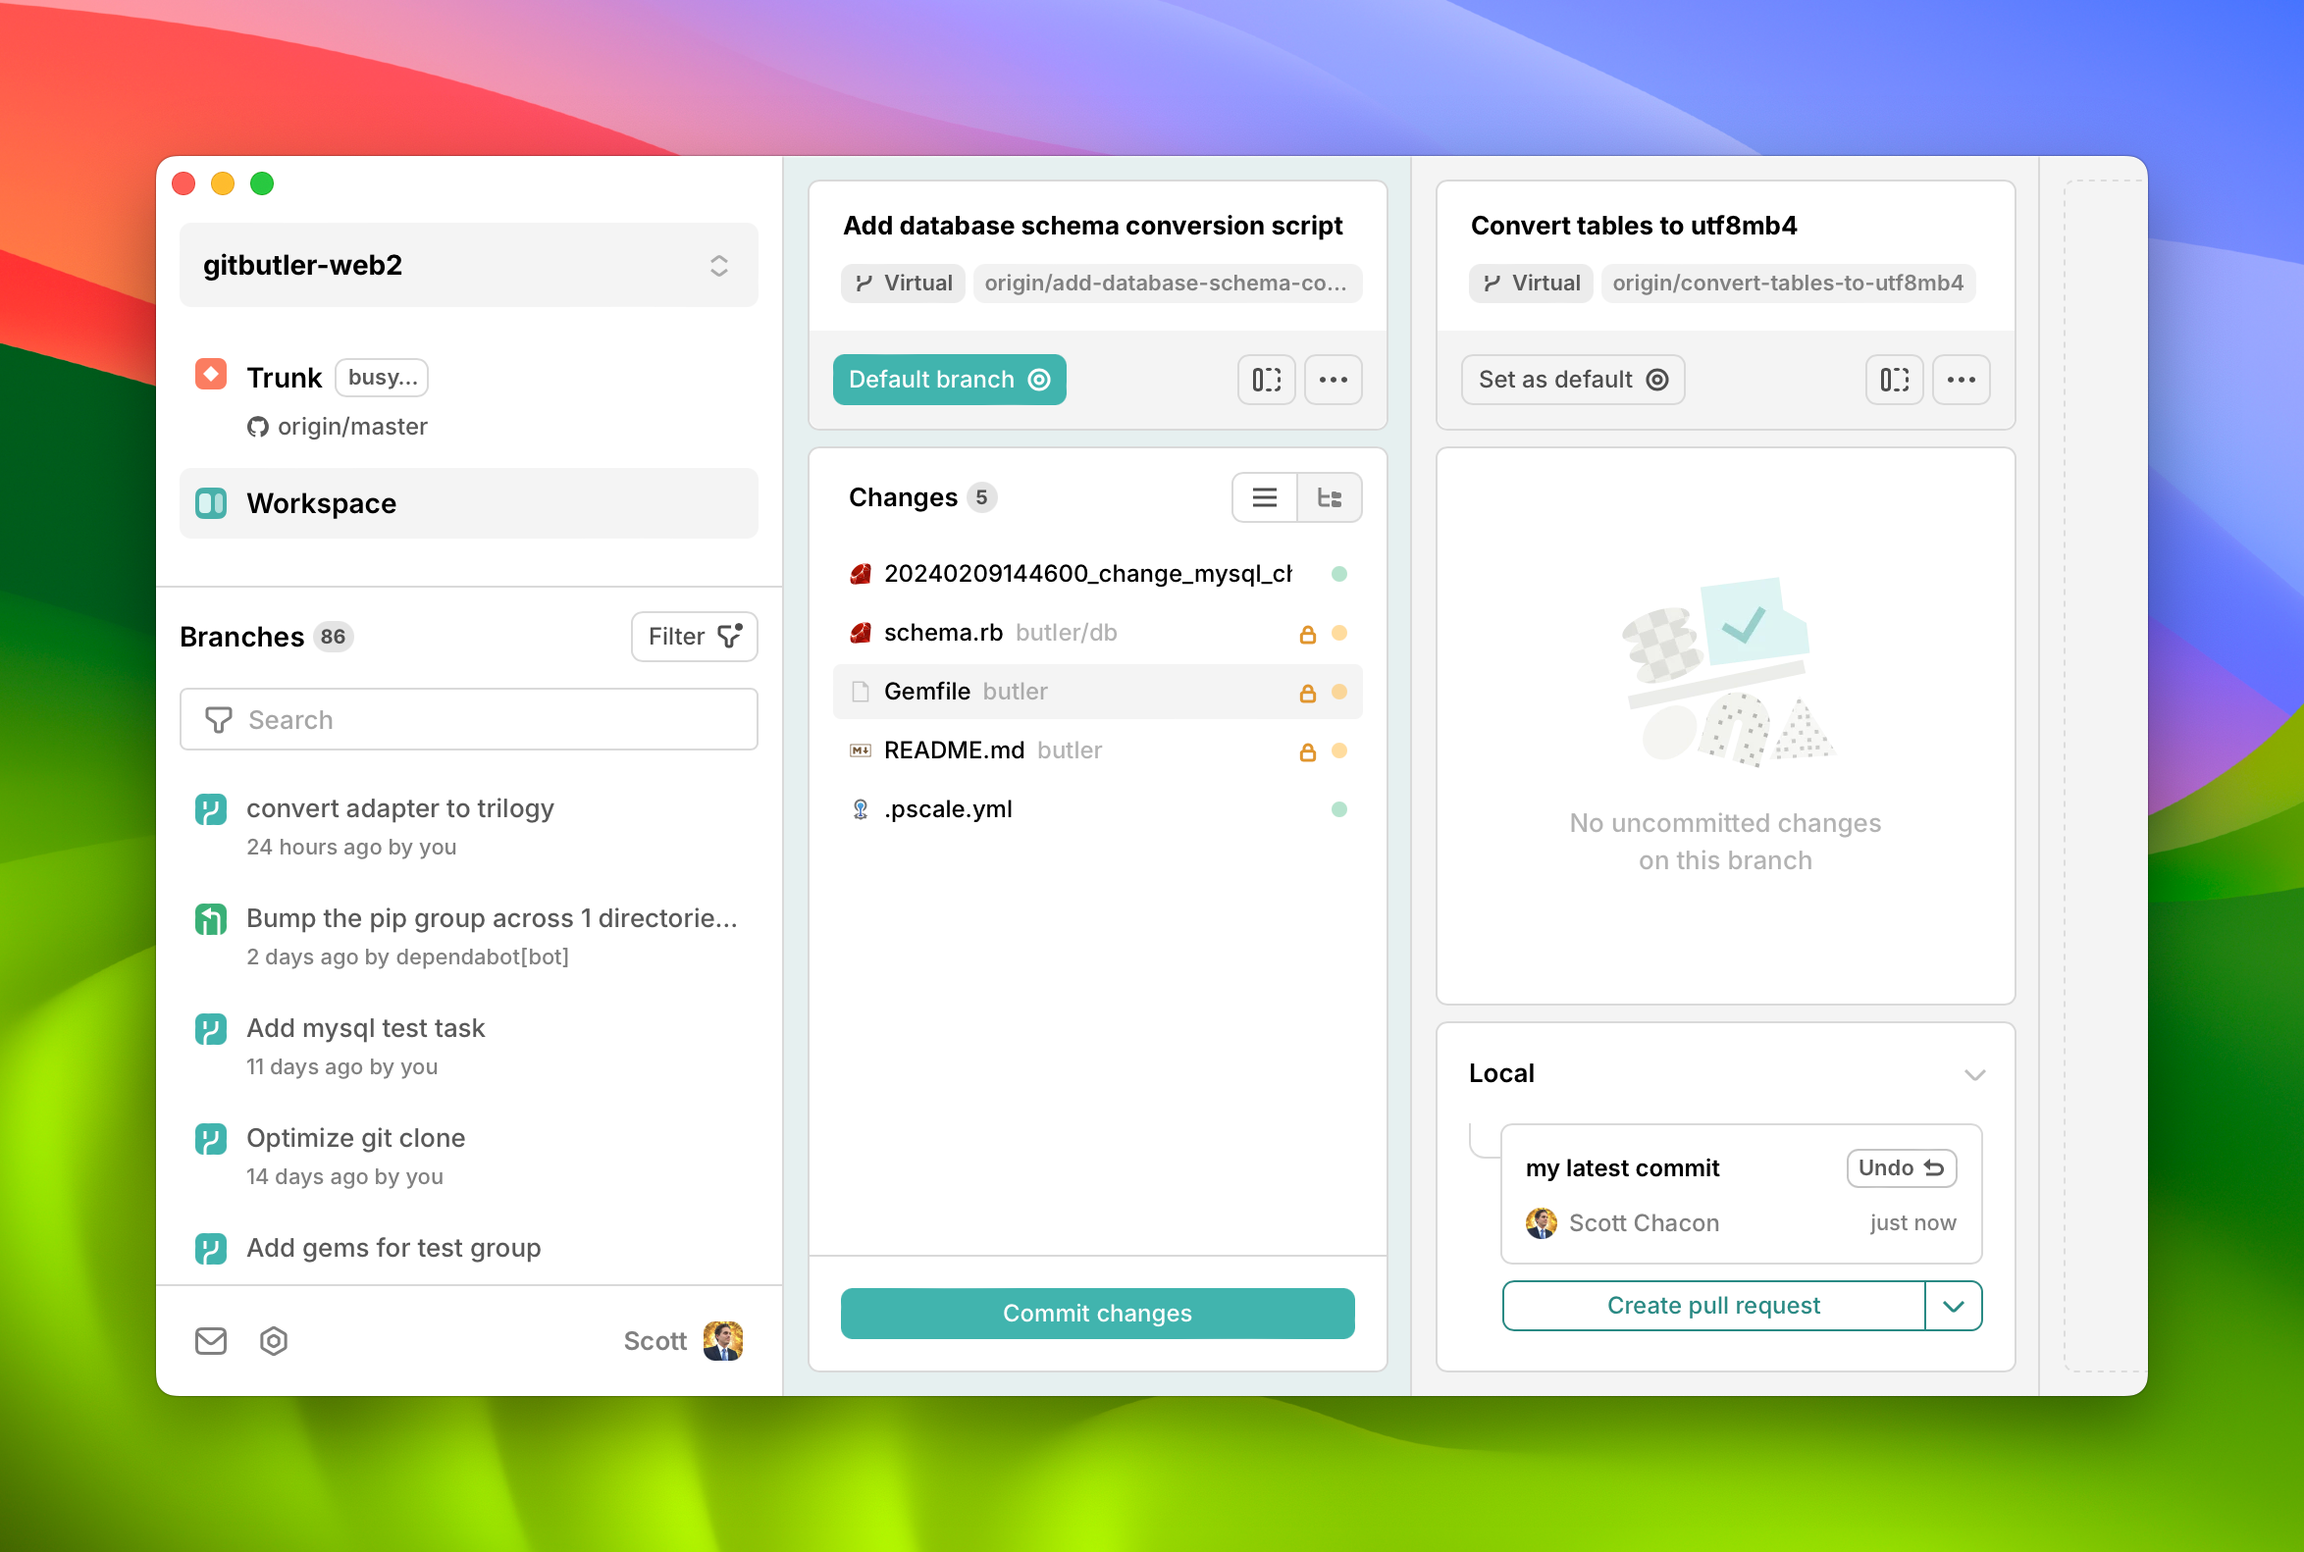 gitbutler-web2
Trunk busy...
origin/master
Workspace
Branches 86
Filter
Search
convert adapter to trilogy
24 hours ago by you
Bump the pip group across 1 directorie...
2 days ago by dependabot[bot]
Add mysql test task
11 days ago by you
Optimize git clone
14 days ago by you
Add gems for test group
Scott
Add database schema conversion script
Virtual origin/add-database-schema-co...
Default branch
Changes 5
20240209144600_change_mysql_ch
schema.rb butler/db
Gemfile butler
README.md butler
.pscale.yml
Commit changes
Convert tables to utf8mb4
Virtual origin/convert-tables-to-utf8mb4
Set as default
No uncommitted changes
on this branch
Local
my latest commit Undo
Scott Chacon just now
Create pull request